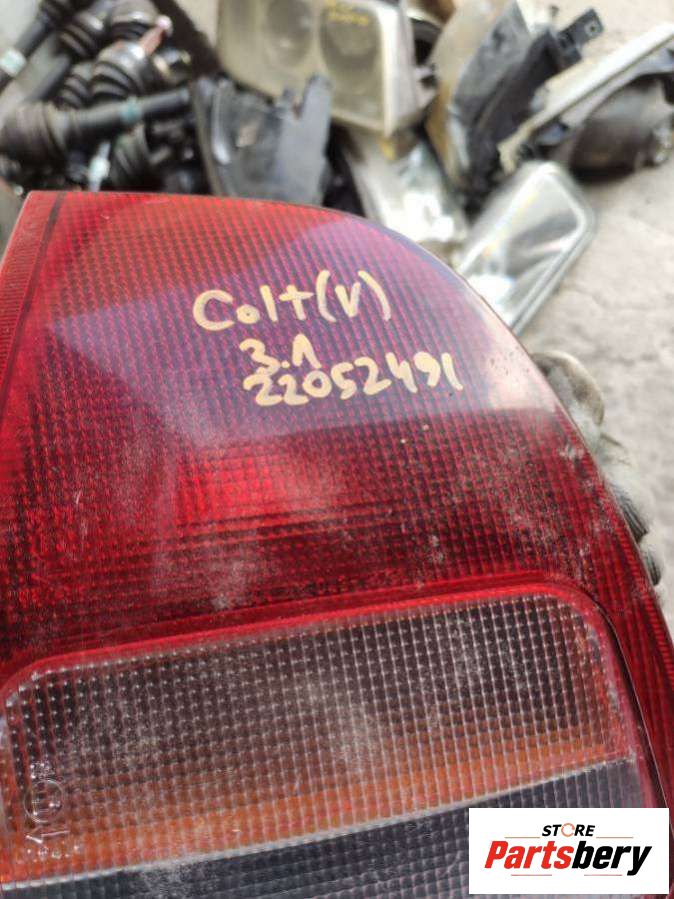 Colt(V)
3.1
22052491
STORE
Partsbery